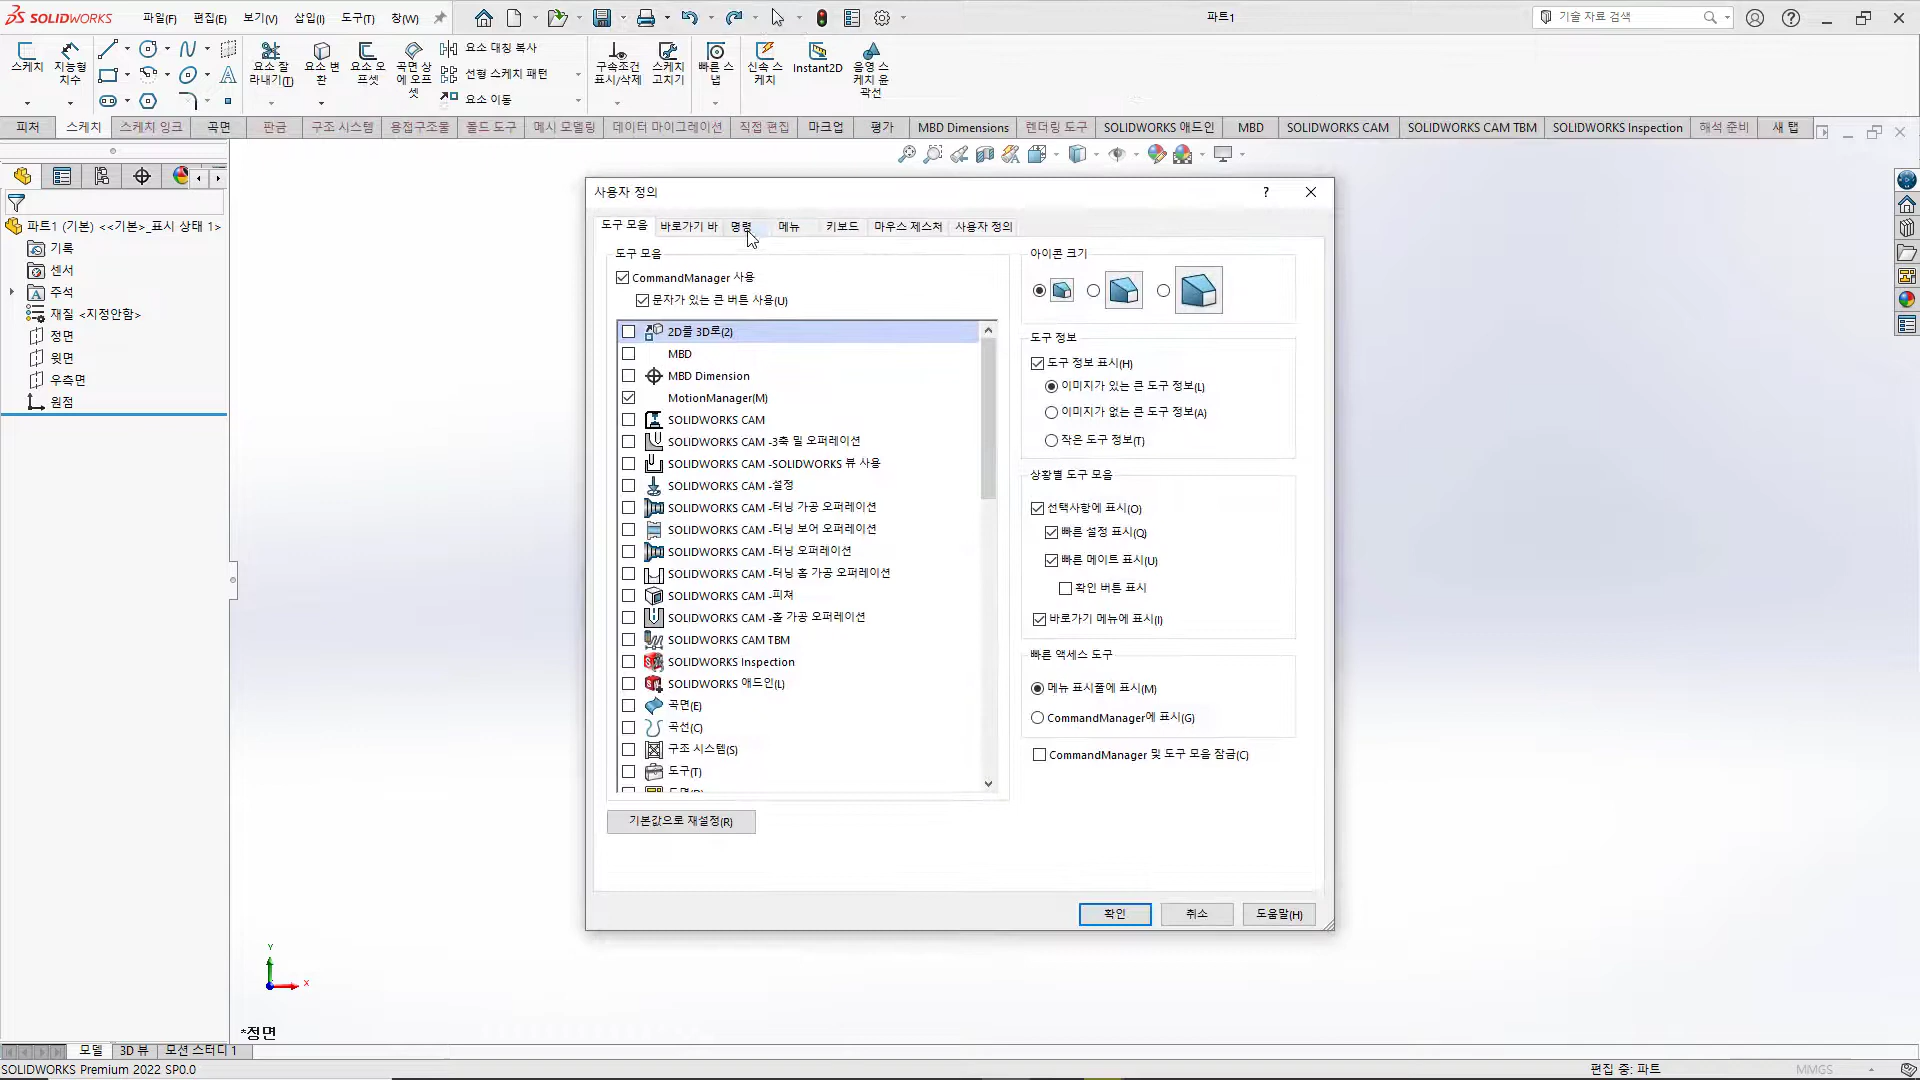 SOLIDWORKS 파일(F) 편집(E) 보기(V) 삽입(I) 도구(T) 창(W) 파트1 기술 자료 검색
스케치 지능형 치수 요소 잘라내기(T) 요소 변환 요소 오프셋 곡면 상에 오프셋 요소 대칭 복사 선형 스케치 패턴 요소 이동 구속조건 표시/삭제 스케치 고치기 빠른 스냅 신속 스케치 Instant2D 음영 스케치 윤곽선
피처 스케치 스케치 잉크 곡면 판금 구조 시스템 용접구조물 몰드 도구 메시 모델링 데이터 마이그레이션 직접 편집 마크업 평가 MBD Dimensions 렌더링 도구 SOLIDWORKS 애드인 MBD SOLIDWORKS CAM SOLIDWORKS CAM TBM SOLIDWORKS Inspection 해석 준비 새 탭
파트1 (기본) <<기본>_표시 상태 1>
기록
센서
주석
재질 <지정안함>
정면
윗면
우측면
원점
사용자 정의
도구 모음 바로가기 바 명령 메뉴 키보드 마우스 제스처 사용자 정의
도구 모음
CommandManager 사용
문자가 있는 큰 버튼 사용(U)
2D를 3D로(2)
MBD
MBD Dimension
MotionManager(M)
SOLIDWORKS CAM
SOLIDWORKS CAM -3축 밀 오퍼레이션
SOLIDWORKS CAM -SOLIDWORKS 뷰 사용
SOLIDWORKS CAM -설정
SOLIDWORKS CAM -터닝 가공 오퍼레이션
SOLIDWORKS CAM -터닝 보어 오퍼레이션
SOLIDWORKS CAM -터닝 오퍼레이션
SOLIDWORKS CAM -터닝 홈 가공 오퍼레이션
SOLIDWORKS CAM -피쳐
SOLIDWORKS CAM -홀 가공 오퍼레이션
SOLIDWORKS CAM TBM
SOLIDWORKS Inspection
SOLIDWORKS 애드인(L)
곡면(E)
곡선(C)
구조 시스템(S)
도구(T)
기본값으로 재설정(R)
아이콘 크기
도구 정보
도구 정보 표시(H)
이미지가 있는 큰 도구 정보(L)
이미지가 없는 큰 도구 정보(A)
작은 도구 정보(T)
상황별 도구 모음
선택사항에 표시(O)
빠른 설정 표시(Q)
빠른 메이트 표시(U)
확인 버튼 표시
바로가기 메뉴에 표시(I)
빠른 액세스 도구
메뉴 표시줄에 표시(M)
CommandManager에 표시(G)
CommandManager 및 도구 모음 잠금(C)
확인 취소 도움말(H)
Y
X
*정면
모델 3D 뷰 모션 스터디 1
SOLIDWORKS Premium 2022 SP0.0 편집 중: 파트 MMGS